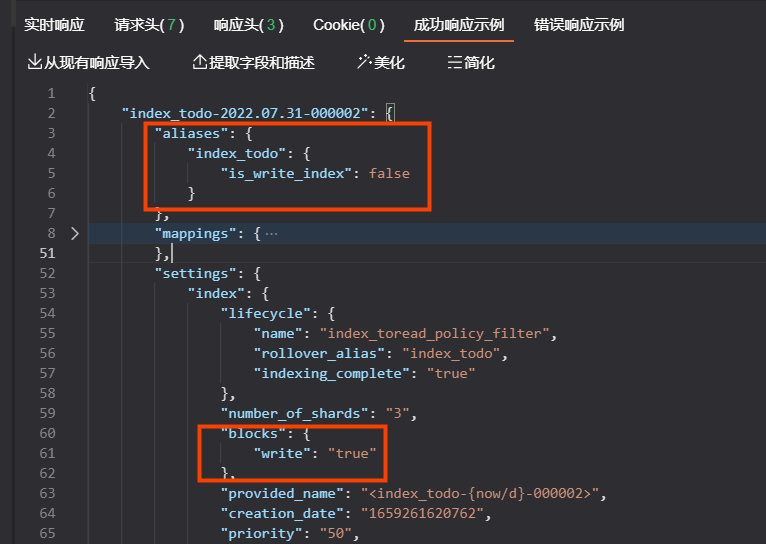 实时响应 请求头(7) 响应头(3) Cookie(0) 成功响应示例 错误响应示例
从现有响应导入 提取字段和描述 美化 简化
1 {
2 "index_todo-2022.07.31-000002": {
3 "aliases": {
4 "index_todo": {
5 "is_write_index": false
6 }
7 },
8 "mappings": { ···
51 },
52 "settings": {
53 "index": {
54 "lifecycle": {
55 "name": "index_toread_policy_filter",
56 "rollover_alias": "index_todo",
57 "indexing_complete": "true"
58 },
59 "number_of_shards": "3",
60 "blocks": {
61 "write": "true"
62 },
63 "provided_name": "<index_todo-{now/d}-000002>",
64 "creation_date": "1659261620762",
65 "priority": "50",